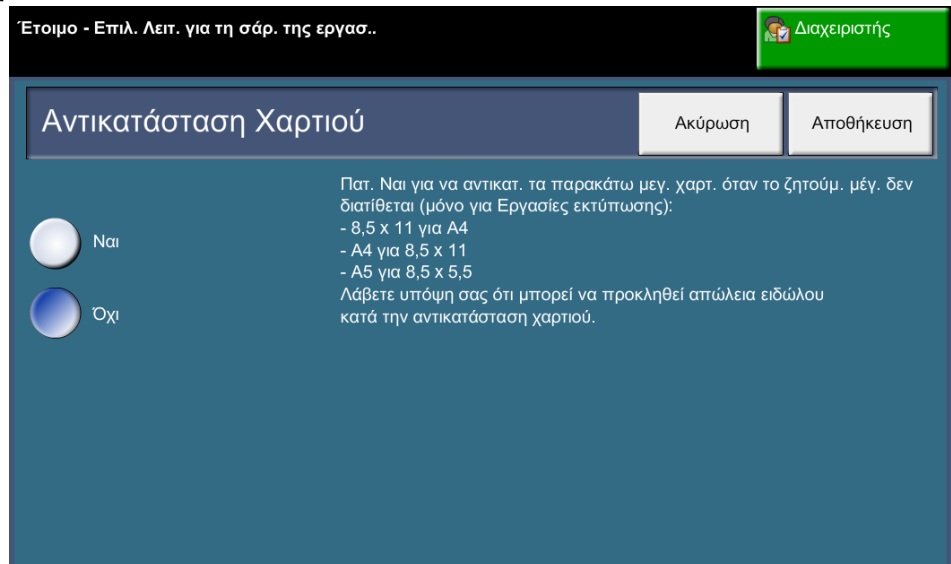 Έτοιμο - Επιλ. Λειτ. για τη σάρ. της εργασ..
Διαχειριστής
Αντικατάσταση Χαρτιού
Ακύρωση
Αποθήκευση
Πατ. Ναι για να αντικατ. τα παρακάτω μεγ. χαρτ. όταν το ζητούμ. μέγ. δεν
διατίθεται (μόνο για Εργασίες εκτύπωσης):
- 8,5 x 11 για A4
- A4 για 8,5 x 11
- A5 για 8,5 x 5,5
Λάβετε υπόψη σας ότι μπορεί να προκληθεί απώλεια ειδώλου
κατά την αντικατάσταση χαρτιού.
Ναι
Όχι